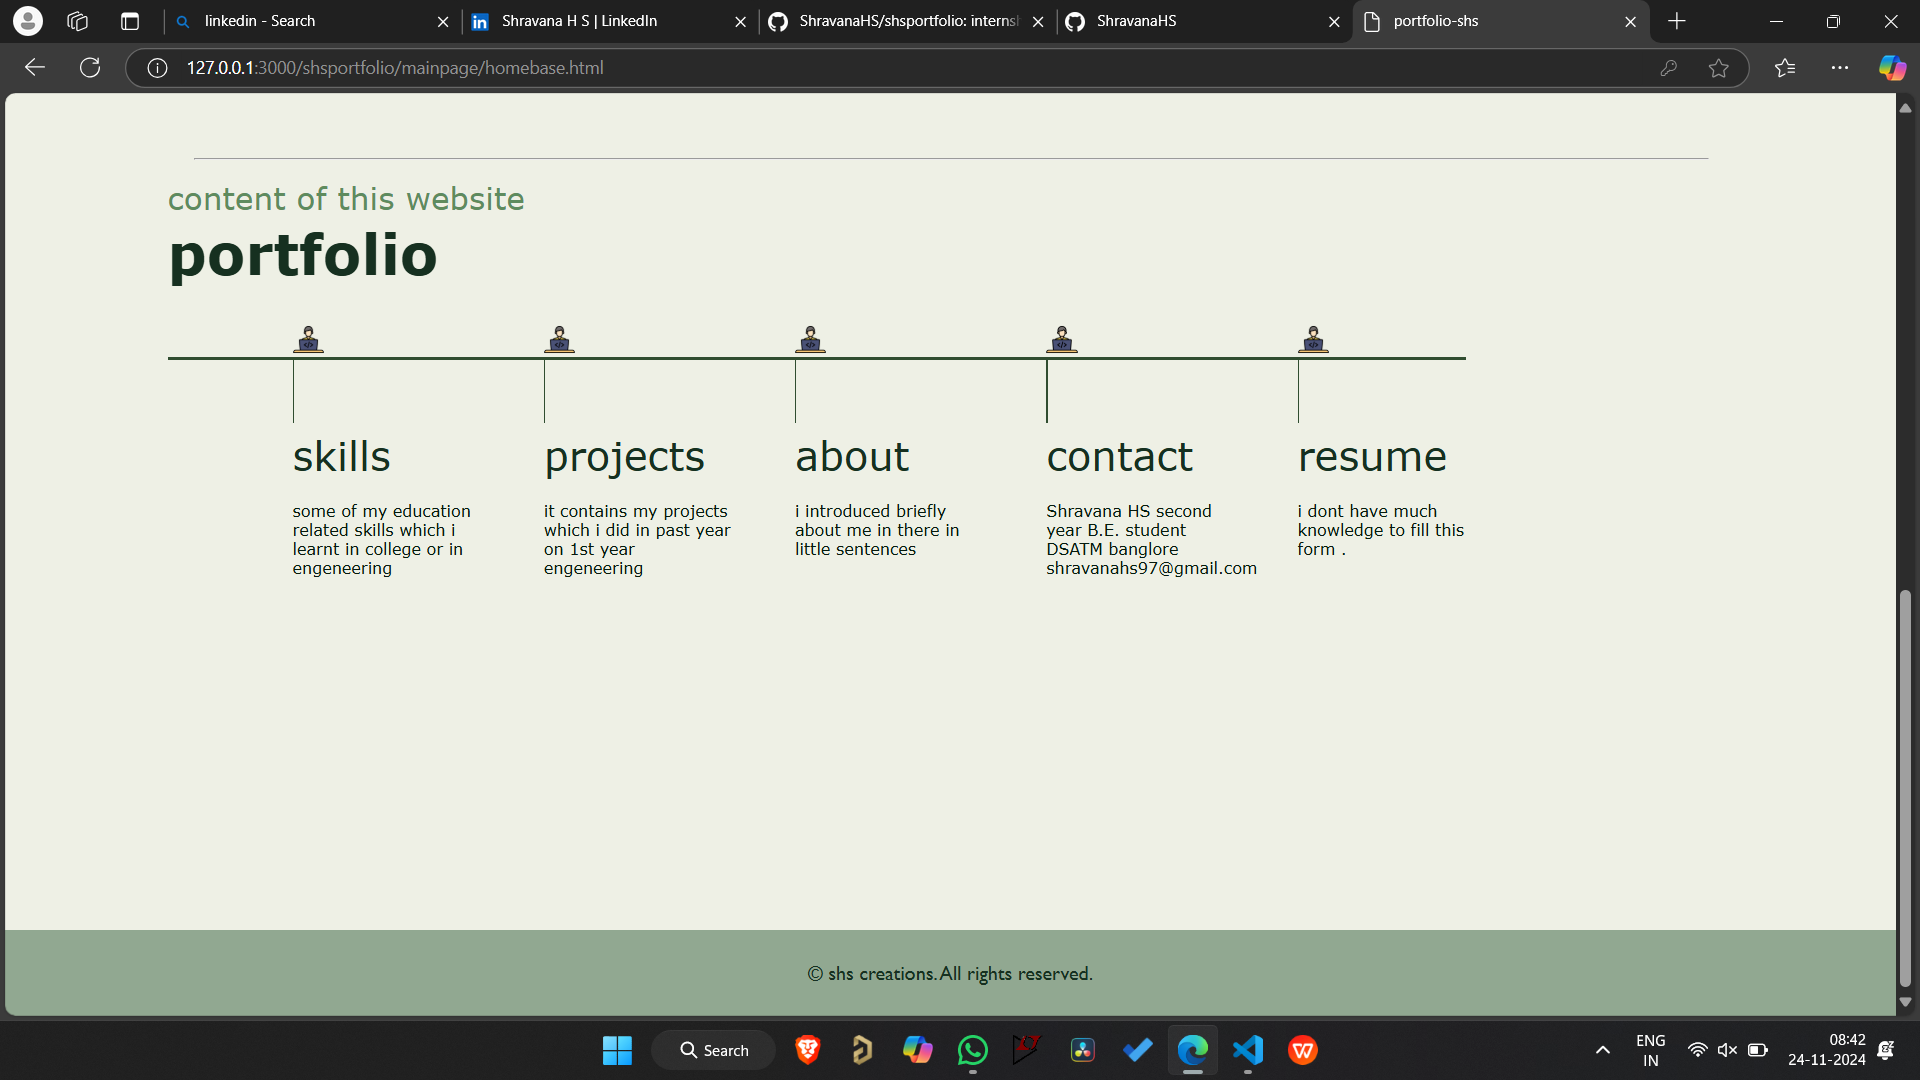 linkedin - Search
Shravana H S | LinkedIn
ShravanaHS/shsportfolio: interns
ShravanaHS
portfolio-shs
127.0.0.1:3000/shsportfolio/mainpage/homebase.html
content of this website
portfolio
skills
some of my education
related skills which i
learnt in college or in
engeneering
projects
it contains my projects
which i did in past year
on 1st year
engeneering
about
i introduced briefly
about me in there in
little sentences
contact
Shravana HS second
year B.E. student
DSATM banglore
shravanahs97@gmail.com
resume
i dont have much
knowledge to fill this
form .
© shs creations. All rights reserved.
Search
ENG
IN
08:42
24-11-2024